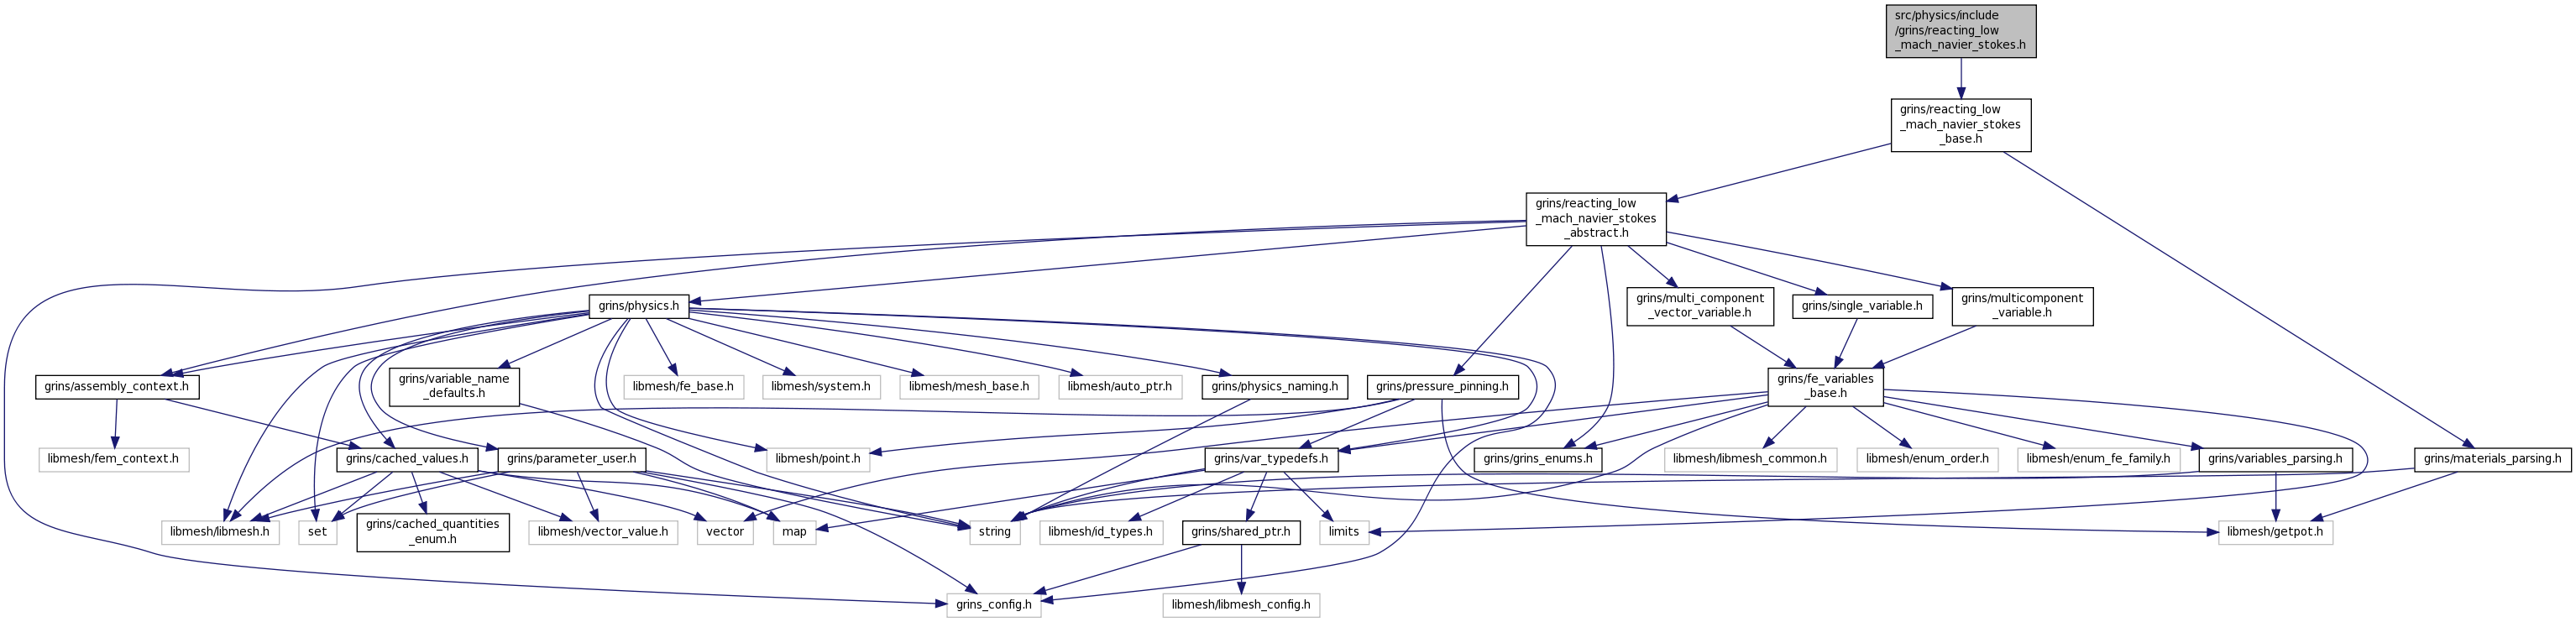 src/physics/include
/grins/reacting_low
_mach_navier_stokes.h
grins/reacting_low
_mach_navier_stokes
_base.h
grins/reacting_low
_mach_navier_stokes
_abstract.h
grins/physics.h
grins/multi_component
_vector_variable.h
grins/single_variable.h
grins/multicomponent
_variable.h
grins/assembly_context.h
grins/variable_name
_defaults.h
libmesh/fe_base.h
libmesh/system.h
libmesh/mesh_base.h
libmesh/auto_ptr.h
grins/physics_naming.h
grins/pressure_pinning.h
grins/fe_variables
_base.h
libmesh/fem_context.h
grins/cached_values.h
grins/parameter_user.h
libmesh/point.h
grins/var_typedefs.h
grins/grins_enums.h
libmesh/libmesh_common.h
libmesh/enum_order.h
libmesh/enum_fe_family.h
grins/variables_parsing.h
grins/materials_parsing.h
libmesh/libmesh.h
set
grins/cached_quantities
_enum.h
libmesh/vector_value.h
vector
map
string
libmesh/id_types.h
grins/shared_ptr.h
limits
libmesh/getpot.h
grins_config.h
libmesh/libmesh_config.h